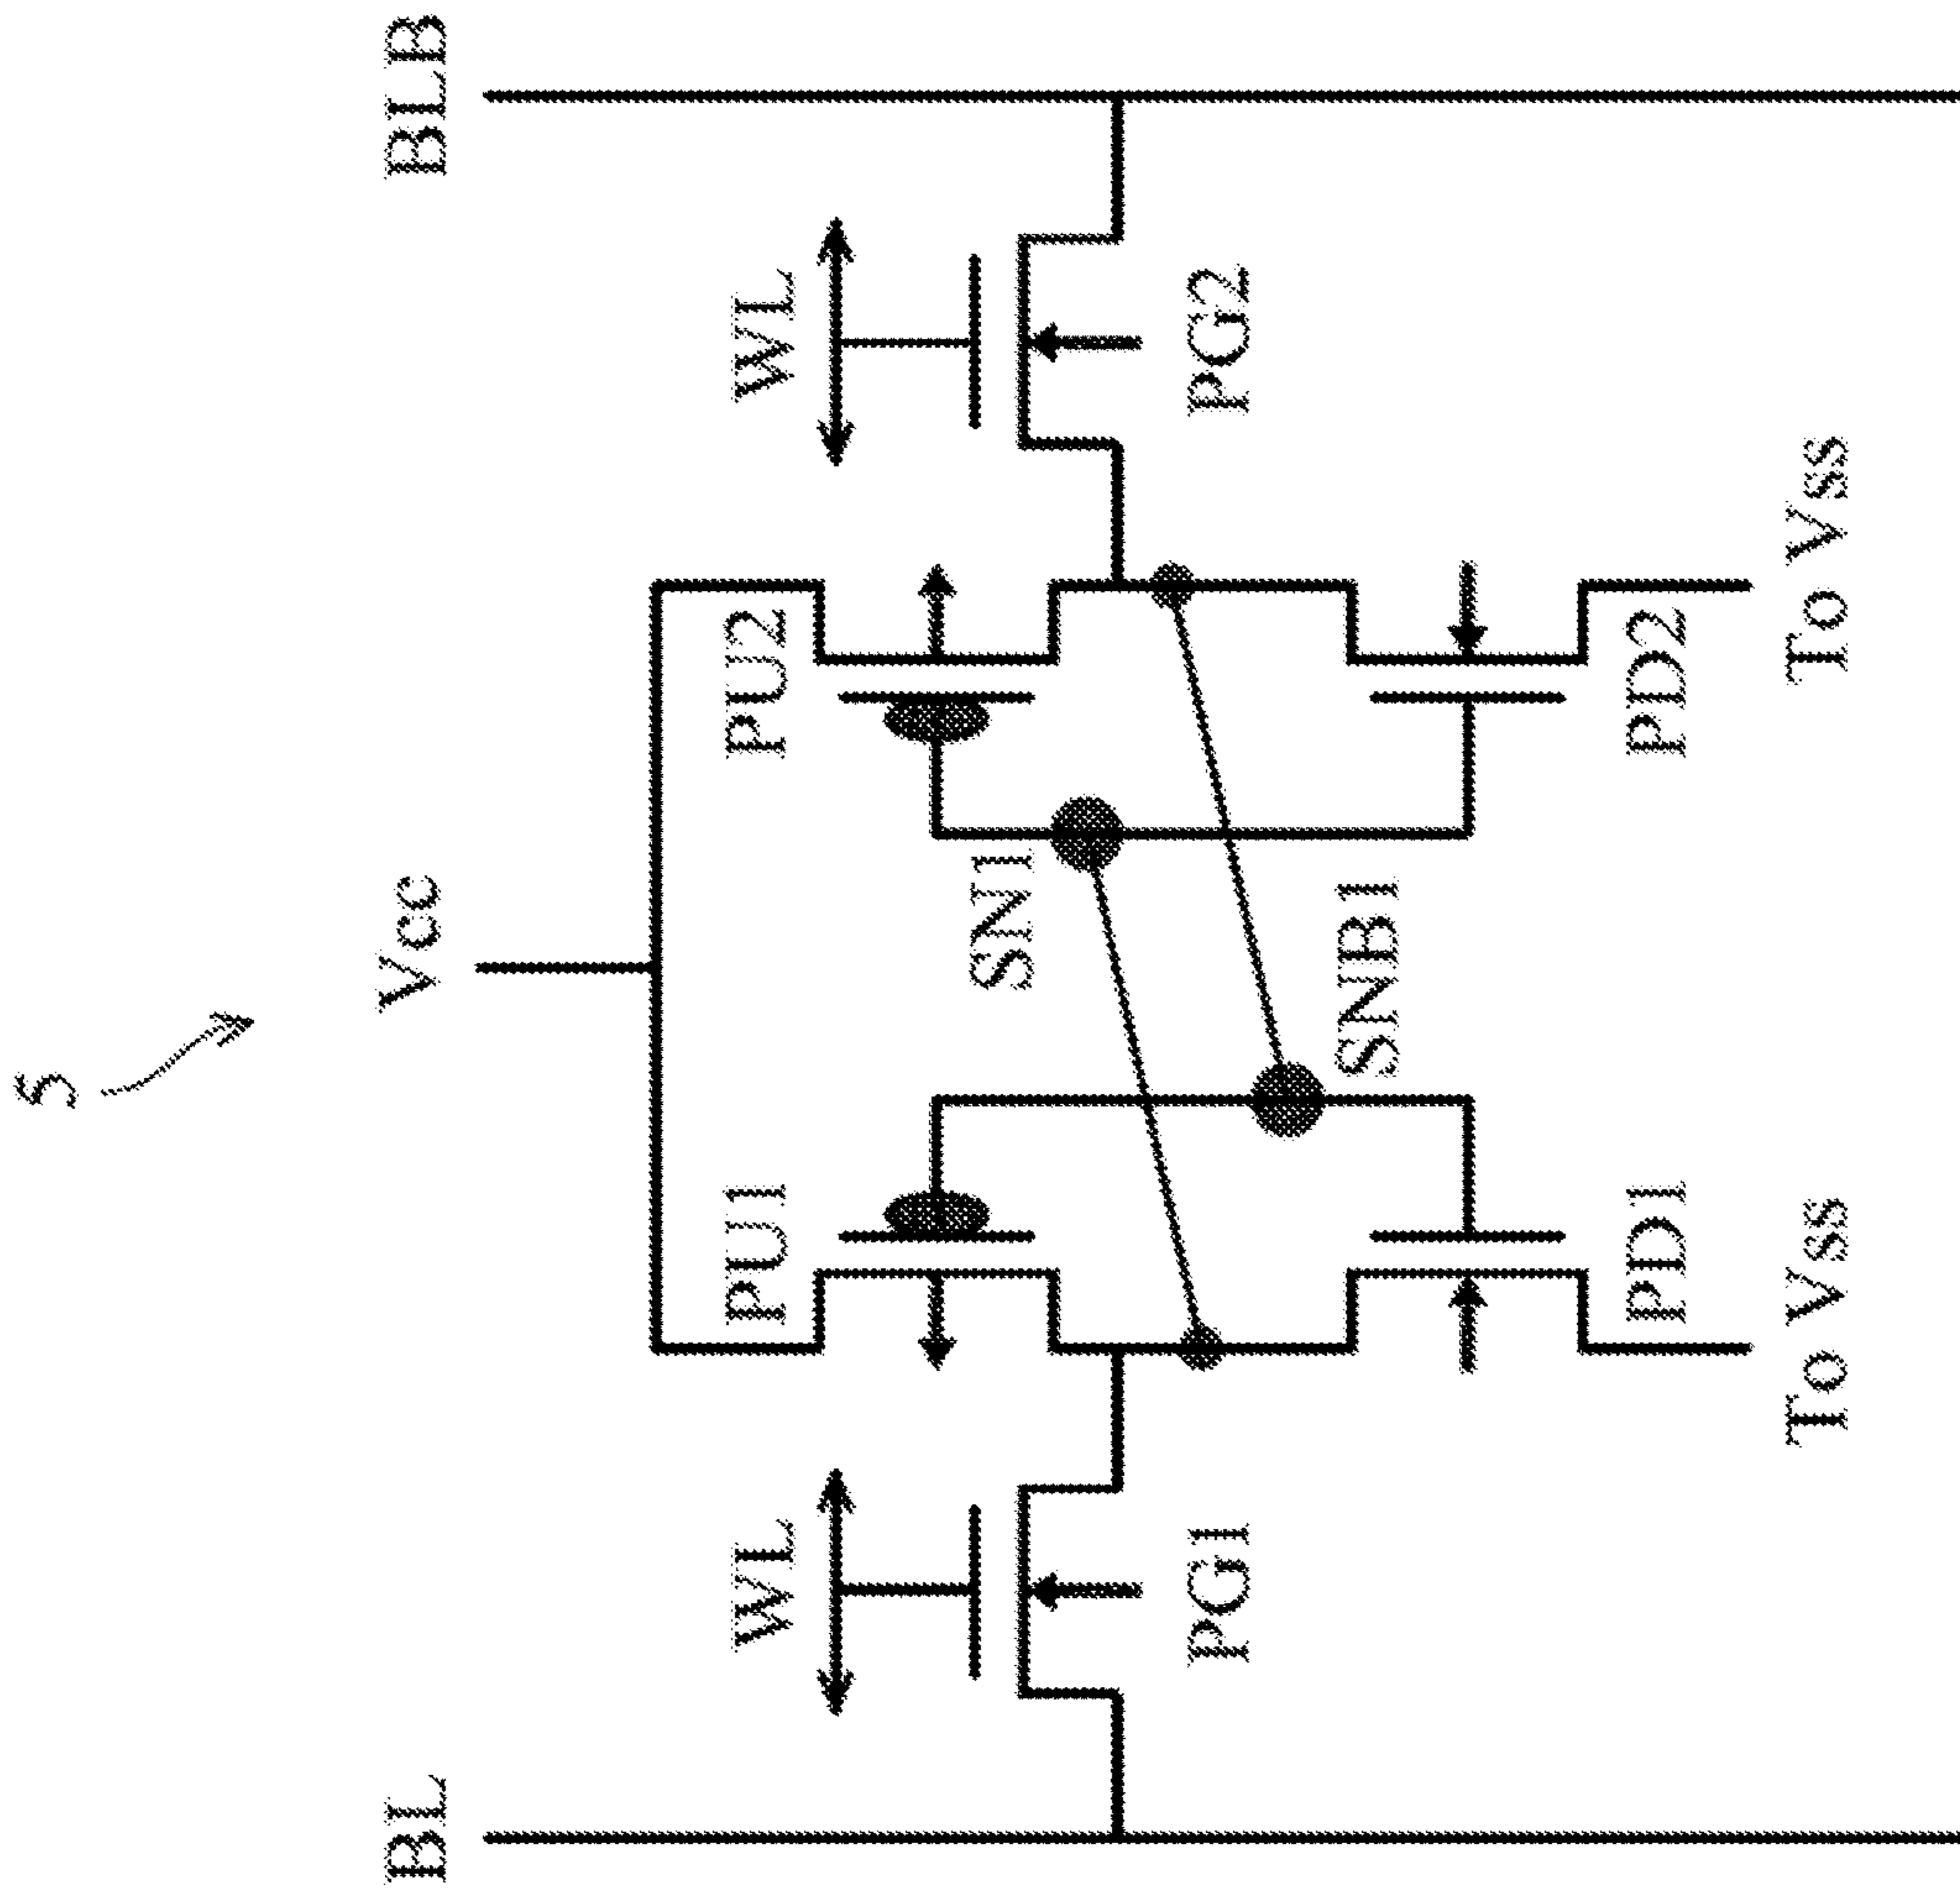 5
Vcc
BL
BLB
WL
WL
PU1
PU2
SN1
PG1
PG2
SNB1
PD1
PD2
To Vss
To Vss